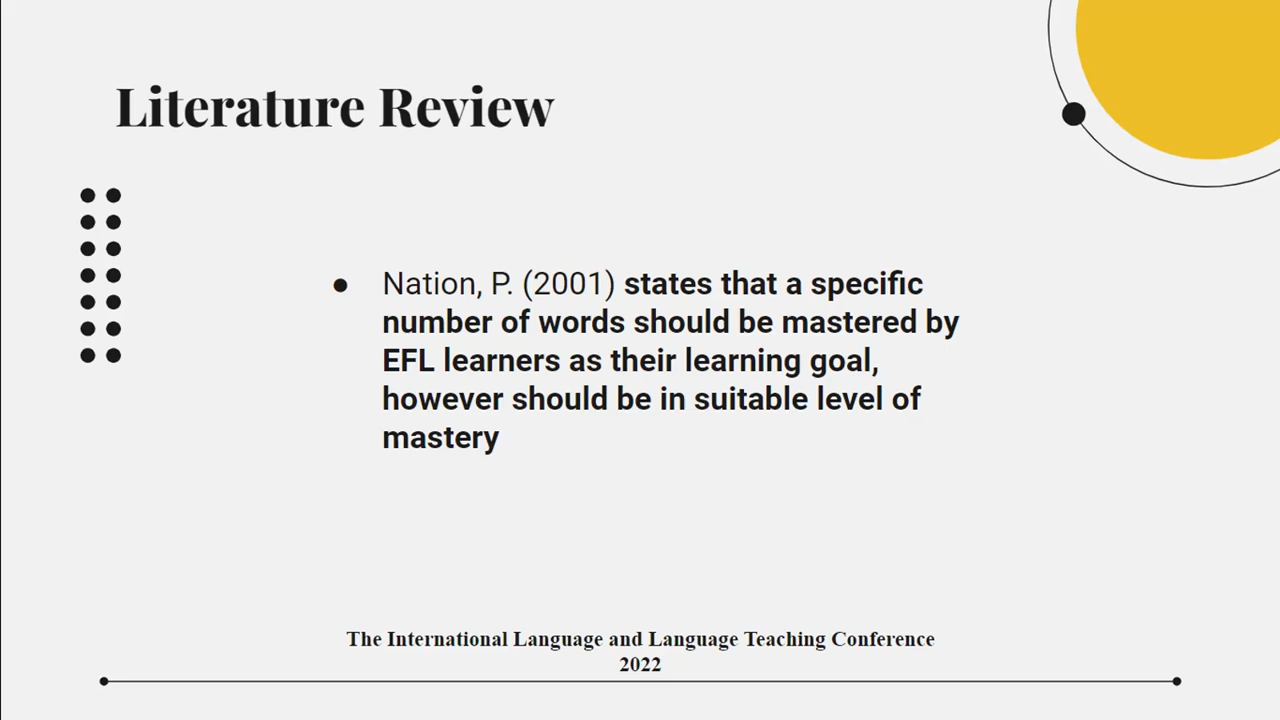 Literature Review
● Nation, P. (2001) states that a specific
number of words should be mastered by
EFL learners as their learning goal,
however should be in suitable level of
mastery
The International Language and Language Teaching Conference
2022